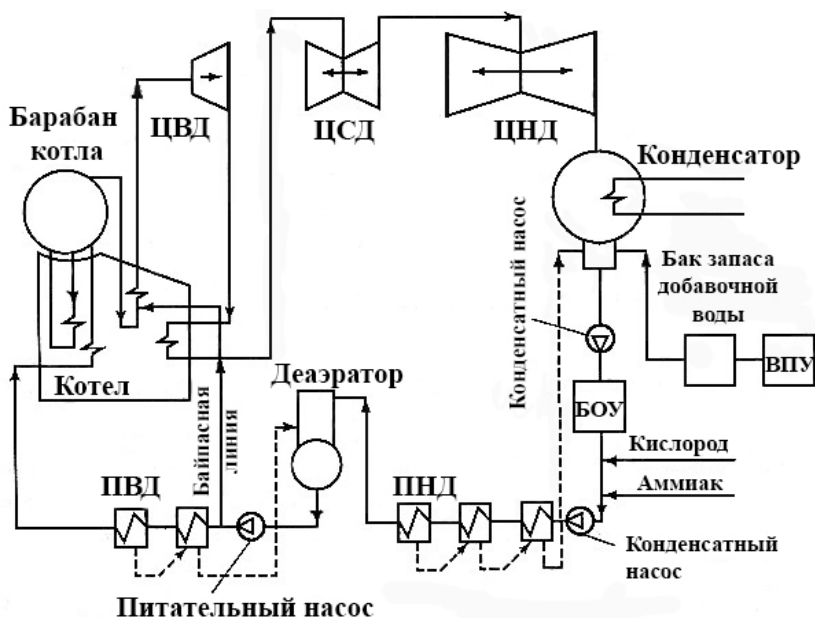 ЦВД
ЦСД
ЦНД
Барабан
котла
Конденсатор
Конденсатный насос
Бак запаса
добавочной
воды
ВПУ
Котел
Деаэратор
БОУ
Байпасная
линия
Кислород
Аммиак
ПВД
ПНД
Конденсатный
насос
Питательный насос